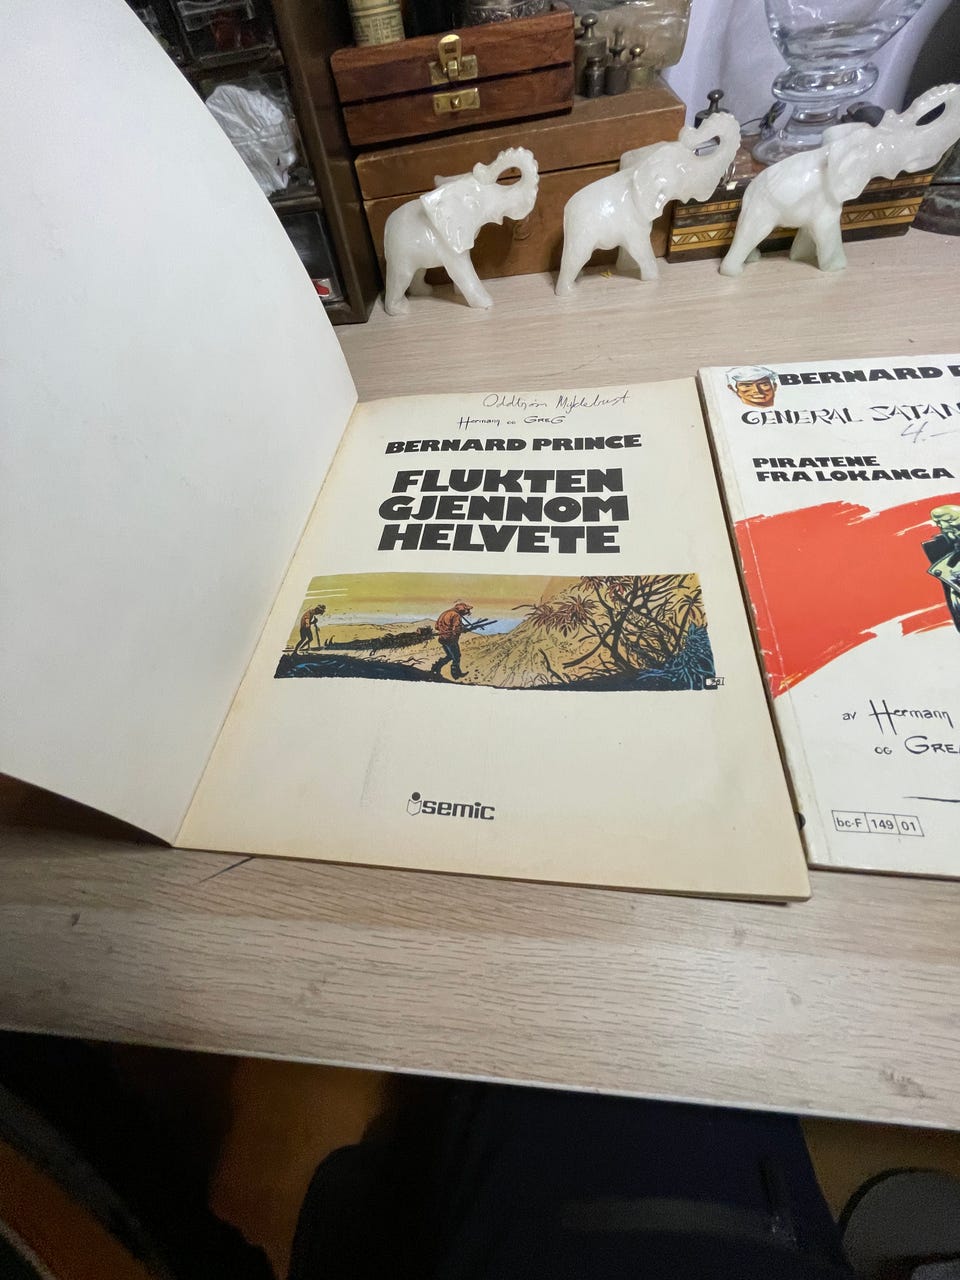 Oddbjørn Myklebust
Hermann og GREG
BERNARD PRINCE
FLUKTEN
GJENNOM
HELVETE
semic
BERNARD P
GENERAL SATAN
4.-
PIRATENE
FRA LOKANGA
av Hermann
OG GREG
bc-F 149 01